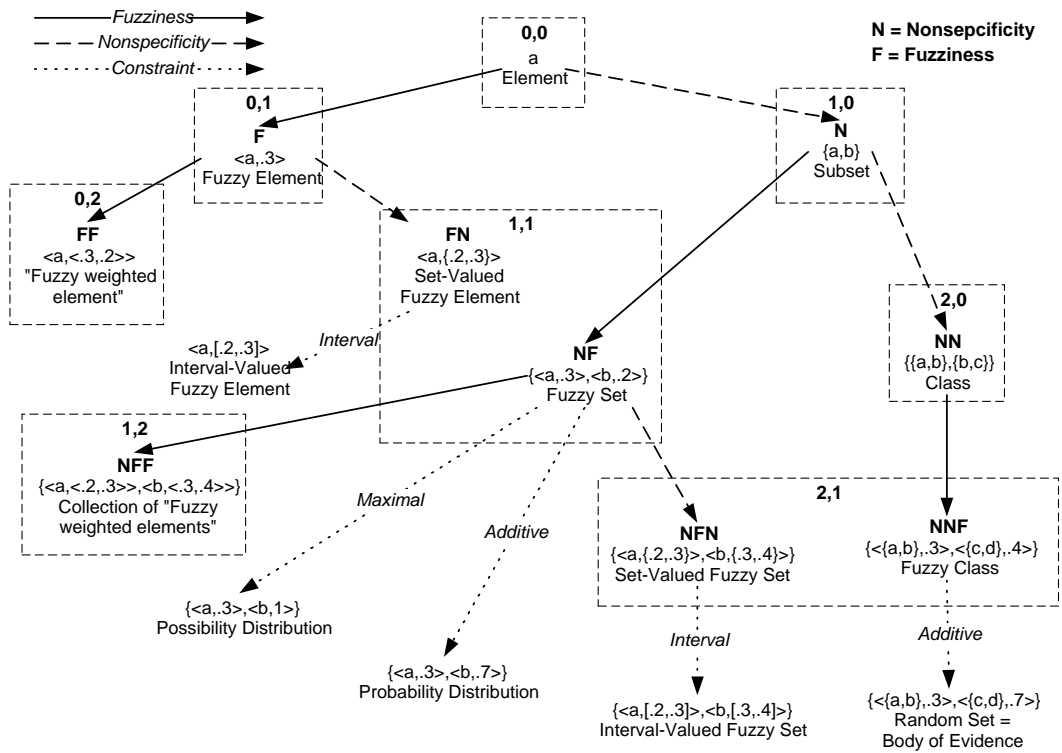 Fuzziness
Nonspecificity
Constraint
N = Nonsepcificity
F = Fuzziness
0,0
a
Element
0,1
F
<a,.3>
Fuzzy Element
1,0
N
{a,b}
Subset
0,2
FF
<a,<.3,.2>>
"Fuzzy weighted
element"
1,1
FN
<a,{.2,.3}>
Set-Valued
Fuzzy Element
Interval
<a,[.2,.3]>
Interval-Valued
Fuzzy Element
NF
{<a,.3>,<b,.2>}
Fuzzy Set
2,0
NN
{{a,b},{b,c}}
Class
1,2
NFF
{<a,<.2,.3>>,<b,<.3,.4>>}
Collection of "Fuzzy
weighted elements"
Maximal
Additive
2,1
NFN
{<a,{.2,.3}>,<b,{.3,.4}>}
Set-Valued Fuzzy Set
NNF
{<{a,b},.3>,<{c,d},.4>}
Fuzzy Class
{<a,.3>,<b,1>}
Possibility Distribution
{<a,.3>,<b,.7>}
Probability Distribution
Interval
Additive
{<a,[.2,.3]>,<b,[.3,.4]>}
Interval-Valued Fuzzy Set
{<{a,b},.3>,<{c,d},.7>}
Random Set =
Body of Evidence